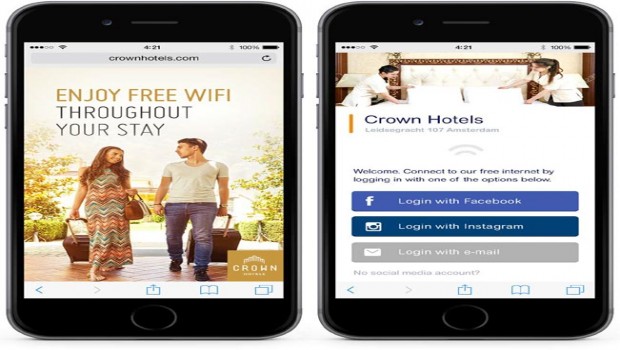 4:21
100%
crownhotels.com
ENJOY FREE WIFI
THROUGHOUT
YOUR STAY
CROWN
HOTELS
4:21
100%
Crown Hotels
Leidsegracht 107 Amsterdam
Welcome. Connect to our free internet by
logging in with one of the options below.
f Login with Facebook
Login with Instagram
Login with e-mail
No social media account?